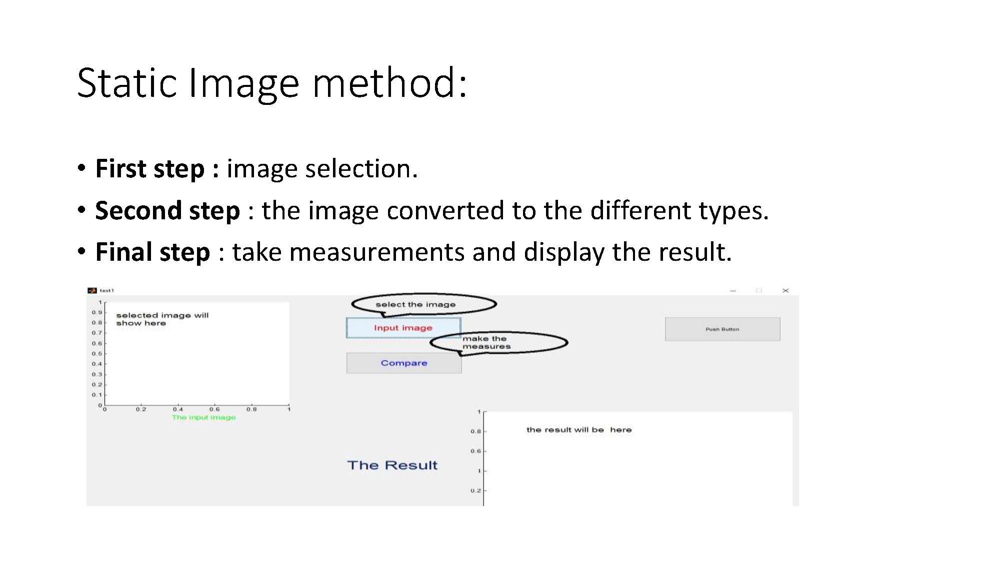 Static Image method:
• First step : image selection.
• Second step : the image converted to the different types.
• Final step : take measurements and display the result.
test1
select the image
selected image will
show here
Input image
Push Button
make the
measures
Compare
1
0.9
0.8
0.7
0.6
0.5
0.4
0.3
0.2
0.1
0
0 0.2 0.4 0.6 0.8 1
The input image
the result will be here
The Result
1
0.8
0.6
1
0.2